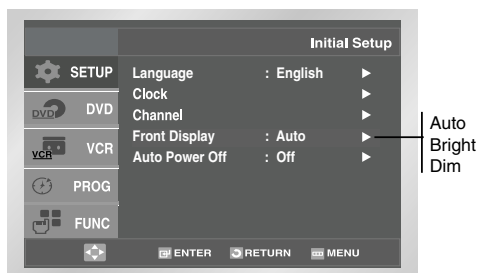 Initial Setup
SETUP
DVD
DVD
VCR
VCR
PROG
FUNC
Language : English ►
Clock ►
Channel ►
Front Display : Auto ►
Auto Power Off : Off ►
Auto
Bright
Dim
ENTER RETURN MENU